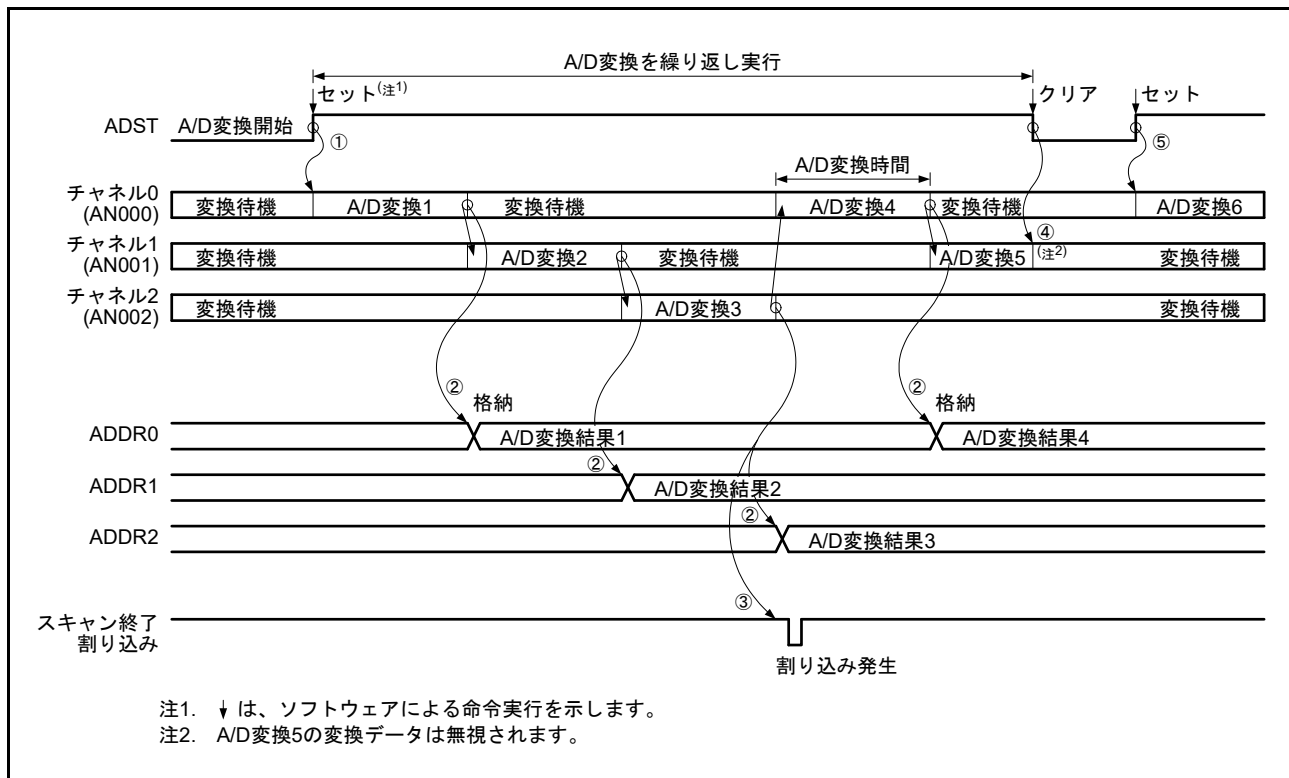 A/D変換を繰り返し実行
セット(注1)
クリア
セット
ADST
A/D変換開始
①
⑤
A/D変換時間
チャネル0
(AN000)
変換待機
A/D変換1
変換待機
A/D変換4
変換待機
A/D変換6
チャネル1
(AN001)
変換待機
A/D変換2
変換待機
A/D変換5
④
(注2)
変換待機
チャネル2
(AN002)
変換待機
A/D変換3
変換待機
②
格納
②
格納
ADDR0
A/D変換結果1
A/D変換結果4
②
ADDR1
A/D変換結果2
②
ADDR2
A/D変換結果3
③
スキャン終了
割り込み
割り込み発生
注1. ↓は、ソフトウェアによる命令実行を示します。
注2. A/D変換5の変換データは無視されます。